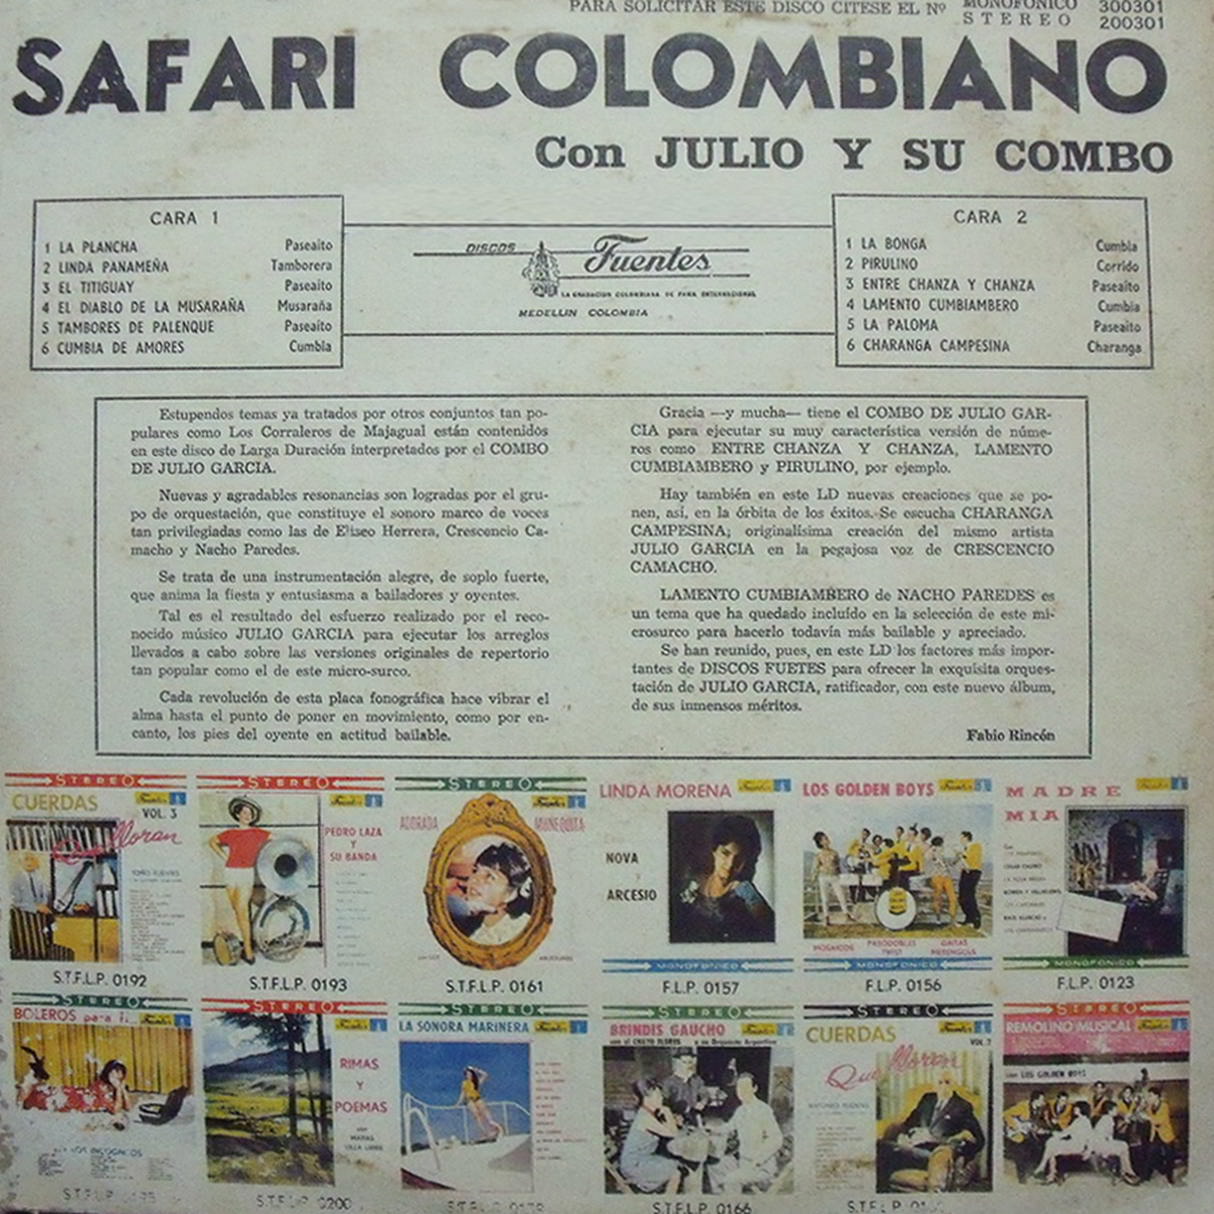 PARA SOLICITAR ESTE DISCO CITESE EL Nº MONOFONICO 300301
STEREO 200301
SAFARI COLOMBIANO
Con JULIO Y SU COMBO
CARA 1
1 LA PLANCHA Paseaito
2 LINDA PANAMEÑA Tamborera
3 EL TITIGUAY Paseaito
4 EL DIABLO DE LA MUSARAÑA Musaraña
5 TAMBORES DE PALENQUE Paseaito
6 CUMBIA DE AMORES Cumbia
DISCOS Fuentes
LA GRABACION COLOMBIANA DE FAMA INTERNACIONAL
MEDELLIN COLOMBIA
CARA 2
1 LA BONGA Cumbia
2 PIRULINO Corrido
3 ENTRE CHANZA Y CHANZA Paseaito
4 LAMENTO CUMBIAMBERO Cumbia
5 LA PALOMA Paseaito
6 CHARANGA CAMPESINA Charanga
Estupendos temas ya tratados por otros conjuntos tan po-
pulares como Los Corraleros de Majagual están contenidos
en este disco de Larga Duración interpretados por el COMBO
DE JULIO GARCIA.
Nuevas y agradables resonancias son logradas por el gru-
po de orquestación, que constituye el sonoro marco de voces
tan privilegiadas como las de Eliseo Herrera, Crescencio Ca-
macho y Nacho Paredes.
Se trata de una instrumentación alegre, de soplo fuerte,
que anima la fiesta y entusiasma a bailadores y oyentes.
Tal es el resultado del esfuerzo realizado por el reco-
nocido músico JULIO GARCIA para ejecutar los arreglos
llevados a cabo sobre las versiones originales de repertorio
tan popular como el de este micro-surco.
Cada revolución de esta placa fonográfica hace vibrar el
alma hasta el punto de poner en movimiento, como por en-
canto, los pies del oyente en actitud bailable.
Gracia —y mucha— tiene el COMBO DE JULIO GAR-
CIA para ejecutar su muy característica versión de núme-
ros como ENTRE CHANZA Y CHANZA, LAMENTO
CUMBIAMBERO y PIRULINO, por ejemplo.
Hay también en este LD nuevas creaciones que se po-
nen, así, en la órbita de los éxitos. Se escucha CHARANGA
CAMPESINA; originalísima creación del mismo artista
JULIO GARCIA en la pegajosa voz de CRESCENCIO
CAMACHO.
LAMENTO CUMBIAMBERO de NACHO PAREDES es
un tema que ha quedado incluído en la selección de este mi-
crosurco para hacerlo todavía más bailable y apreciado.
Se han reunido, pues, en este LD los factores más impor-
tantes de DISCOS FUETES para ofrecer la exquisita orques-
tación de JULIO GARCIA, ratificador, con este nuevo álbum,
de sus inmensos méritos.
Fabio Rincón
STEREO
CUERDAS
VOL. 3
Que lloran
S.T.F.L.P. 0192
STEREO
PEDRO LAZA
Y
SU BANDA
S.T.F.L.P. 0193
STEREO
ADORADA MUÑEQUITA
S.T.F.L.P. 0161
LINDA MORENA
NOVA
Y
ARCESIO
MONOFONICO
F.L.P. 0157
LOS GOLDEN BOYS
MOSAICOS PASODOBLES TWIST GAITAS MERENGUES
MONOFONICO
F.L.P. 0156
MADRE
MIA
MONOFONICO
F.L.P. 0123
STEREO
BOLEROS para ti
STEREO
RIMAS
Y
POEMAS
S.T.F.L.P. 0200
STEREO
LA SONORA MARINERA
STEREO
BRINDIS GAUCHO
S.T.F.L.P. 0166
STEREO
CUERDAS
VOL. 2
Que lloran
STEREO
REMOLINO MUSICAL
con LOS GOLDEN BOYS